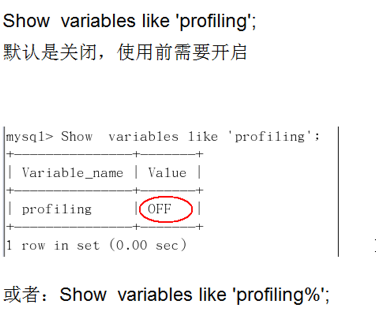 Show  variables like 'profiling';
默认是关闭，使用前需要开启
mysql> Show  variables like 'profiling';
+---------------+-------+
| Variable_name | Value |
+---------------+-------+
| profiling     | OFF   |
+---------------+-------+
1 row in set (0.00 sec)
或者：Show  variables like 'profiling%';